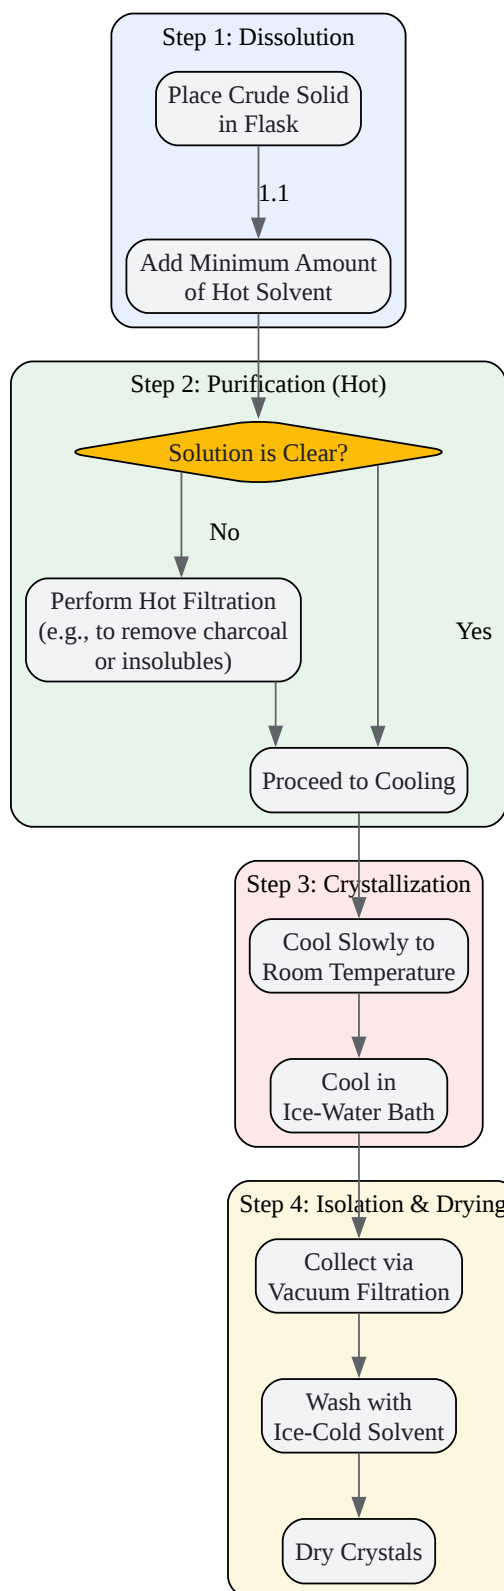 Step 1: Dissolution
Place Crude Solid
in Flask
1.1
Add Minimum Amount
of Hot Solvent
Step 2: Purification (Hot)
Solution is Clear?
No
Perform Hot Filtration
(e.g., to remove charcoal
or insolubles)
Yes
Proceed to Cooling
Step 3: Crystallization
Cool Slowly to
Room Temperature
Cool in
Ice-Water Bath
Step 4: Isolation & Drying
Collect via
Vacuum Filtration
Wash with
Ice-Cold Solvent
Dry Crystals